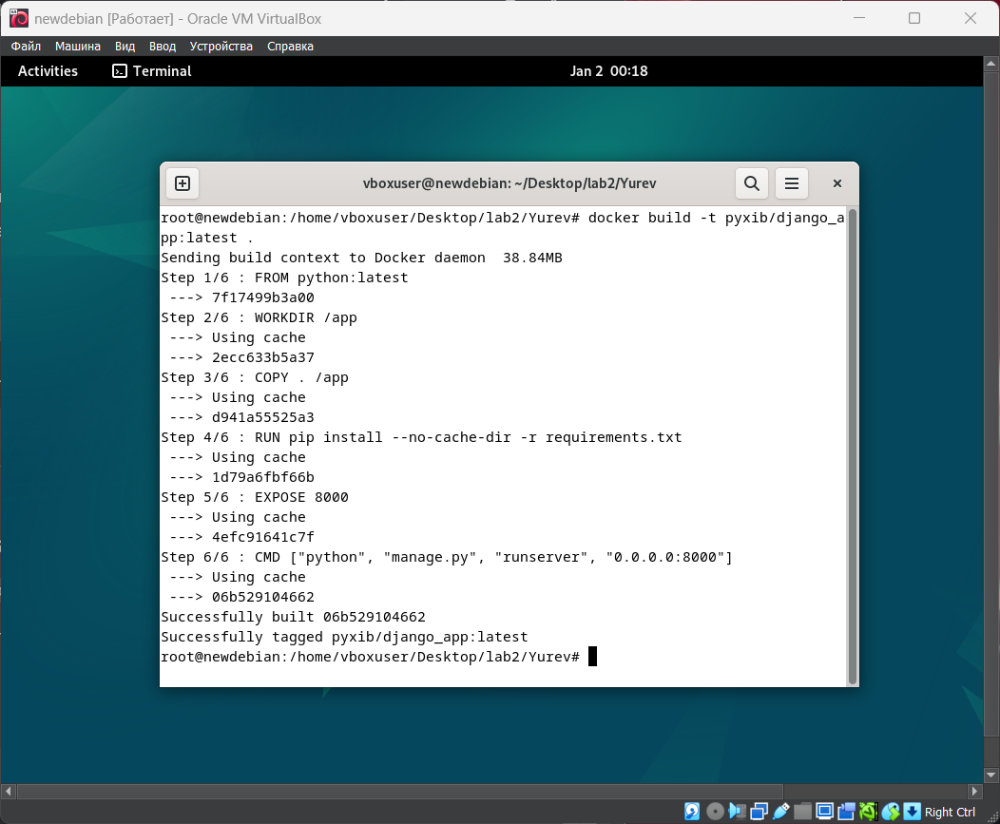 newdebian [Работает] - Oracle VM VirtualBox
Файл Машина Вид Ввод Устройства Справка
Activities Terminal Jan 2 00:18
vboxuser@newdebian: ~/Desktop/lab2/Yurev
root@newdebian:/home/vboxuser/Desktop/lab2/Yurev# docker build -t pyxib/django_a
pp:latest .
Sending build context to Docker daemon  38.84MB
Step 1/6 : FROM python:latest
 ---> 7f17499b3a00
Step 2/6 : WORKDIR /app
 ---> Using cache
 ---> 2ecc633b5a37
Step 3/6 : COPY . /app
 ---> Using cache
 ---> d941a55525a3
Step 4/6 : RUN pip install --no-cache-dir -r requirements.txt
 ---> Using cache
 ---> 1d79a6fbf66b
Step 5/6 : EXPOSE 8000
 ---> Using cache
 ---> 4efc91641c7f
Step 6/6 : CMD ["python", "manage.py", "runserver", "0.0.0.0:8000"]
 ---> Using cache
 ---> 06b529104662
Successfully built 06b529104662
Successfully tagged pyxib/django_app:latest
root@newdebian:/home/vboxuser/Desktop/lab2/Yurev#
Right Ctrl